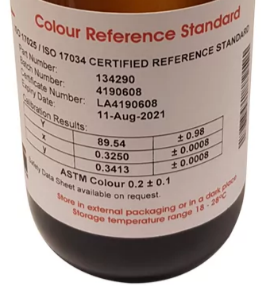 Colour Reference Standard
ISO 17025 / ISO 17034 CERTIFIED REFERENCE STANDARD
Part Number: 134290
Batch Number: 4190608
Certificate Number: LA4190608
Expiry Date: 11-Aug-2021
Calibration Results:
Y 89.54 ± 0.98
x 0.3250 ± 0.0008
y 0.3413 ± 0.0008
ASTM Colour 0.2 ± 0.1
Safety Data Sheet available on request.
Store in external packaging or in a dark place
Storage temperature range 18 - 28°C